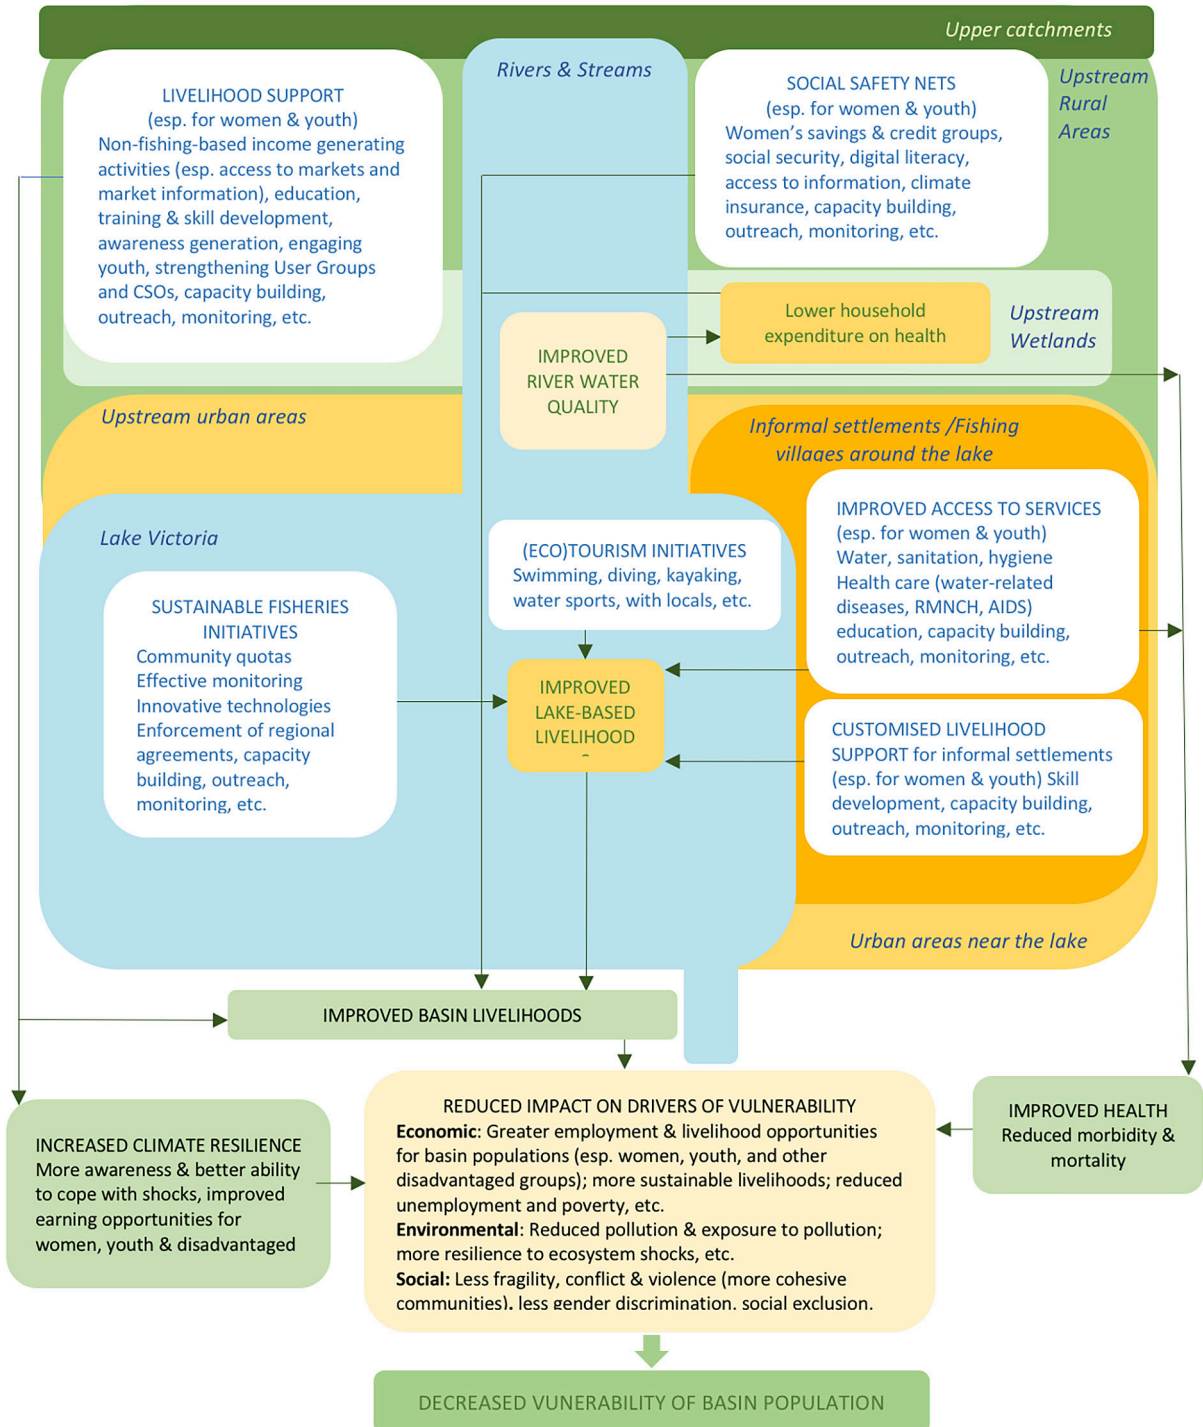 Upper catchments
Rivers & Streams
Upstream
Rural
Areas
LIVELIHOOD SUPPORT
(esp. for women & youth)
Non-fishing-based income generating
activities (esp. access to markets and
market information), education,
training & skill development,
awareness generation, engaging
youth, strengthening User Groups
and CSOs, capacity building,
outreach, monitoring, etc.
SOCIAL SAFETY NETS
(esp. for women & youth)
Women's savings & credit groups,
social security, digital literacy,
access to information, climate
insurance, capacity building,
outreach, monitoring, etc.
Lower household
expenditure on health
Upstream
Wetlands
IMPROVED
RIVER WATER
QUALITY
Upstream urban areas
Informal settlements /Fishing
villages around the lake
Lake Victoria
(ECO)TOURISM INITIATIVES
Swimming, diving, kayaking,
water sports, with locals, etc.
IMPROVED ACCESS TO SERVICES
(esp. for women & youth)
Water, sanitation, hygiene
Health care (water-related
diseases, RMNCH, AIDS)
education, capacity building,
outreach, monitoring, etc.
SUSTAINABLE FISHERIES
INITIATIVES
Community quotas
Effective monitoring
Innovative technologies
Enforcement of regional
agreements, capacity
building, outreach,
monitoring, etc.
IMPROVED
LAKE-BASED
LIVELIHOOD
CUSTOMISED LIVELIHOOD
SUPPORT for informal settlements
(esp. for women & youth) Skill
development, capacity building,
outreach, monitoring, etc.
Urban areas near the lake
IMPROVED BASIN LIVELIHOODS
INCREASED CLIMATE RESILIENCE
More awareness & better ability
to cope with shocks, improved
earning opportunities for
women, youth & disadvantaged
REDUCED IMPACT ON DRIVERS OF VULNERABILITY
Economic: Greater employment & livelihood opportunities
for basin populations (esp. women, youth, and other
disadvantaged groups); more sustainable livelihoods; reduced
unemployment and poverty, etc.
Environmental: Reduced pollution & exposure to pollution;
more resilience to ecosystem shocks, etc.
Social: Less fragility, conflict & violence (more cohesive
communities), less gender discrimination, social exclusion,
IMPROVED HEALTH
Reduced morbidity &
mortality
DECREASED VUNERABILITY OF BASIN POPULATION